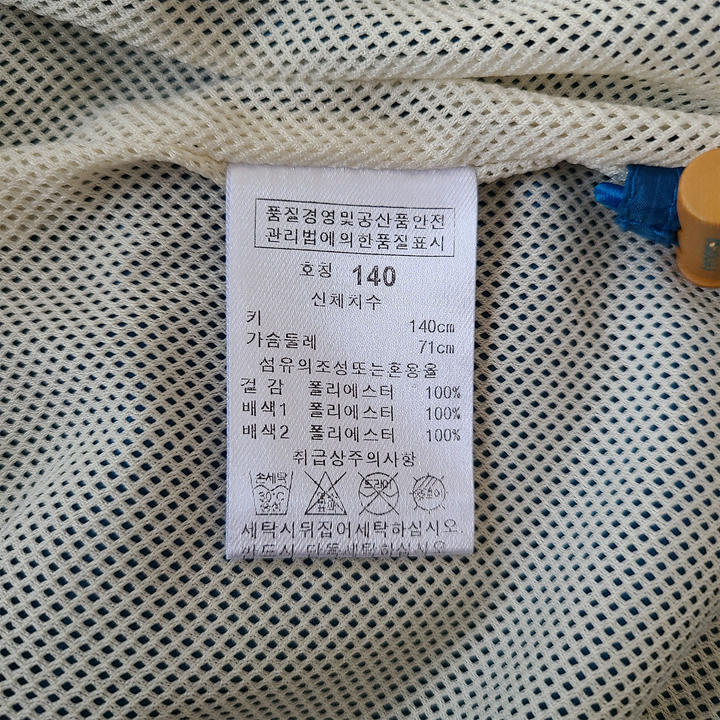 품질경영및공산품안전
관리법에의한품질표시
호칭 140
신체치수
키 140cm
가슴둘레 71cm
섬유의조성또는혼용율
겉 감 폴리에스터 100%
배색1 폴리에스터 100%
배색2 폴리에스터 100%
취급상주의사항
손세탁 30℃ 중성
드라이
세탁시뒤집어세탁하십시오